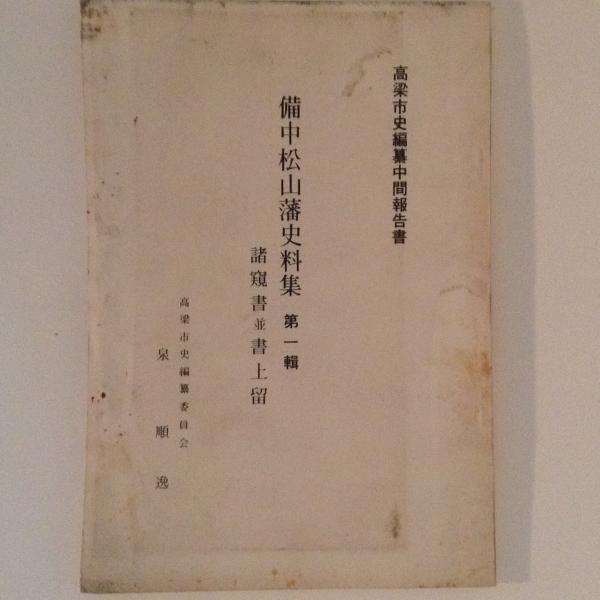 高梁市史編纂中間報告書
備中松山藩史料集 第一輯
諸窺書並書上留
高梁市史編纂委員会
泉順逸